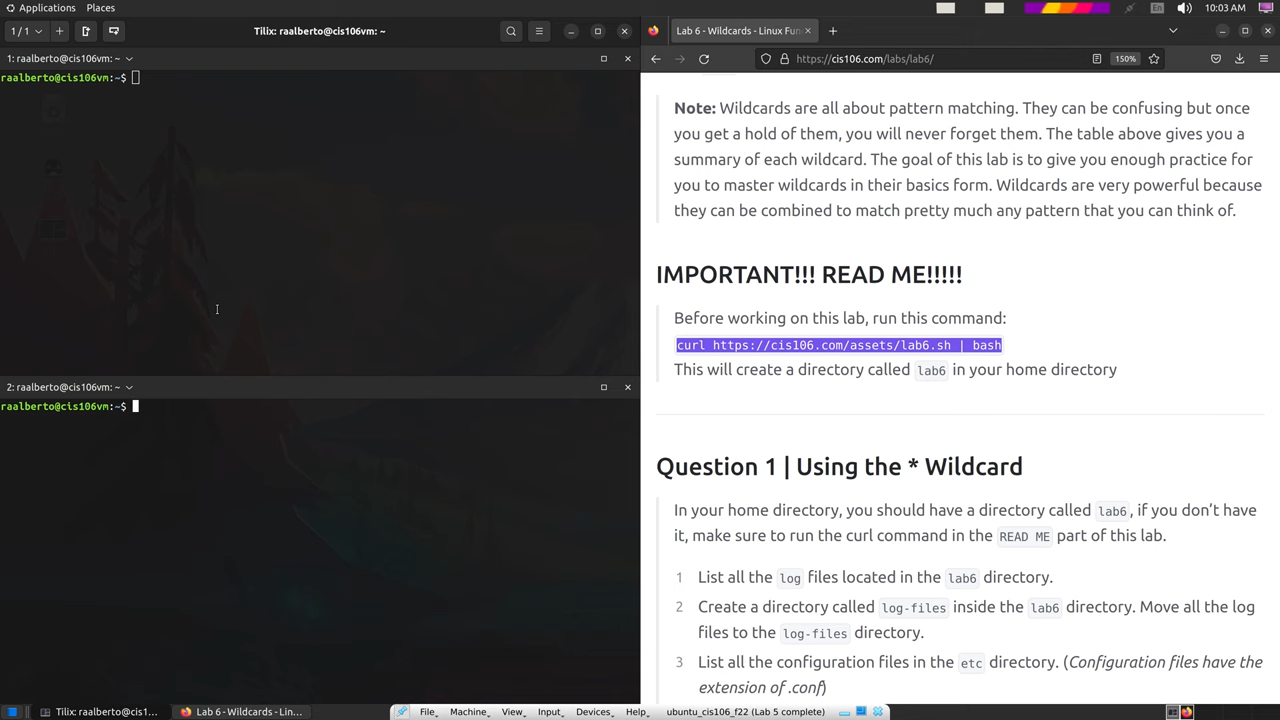 Applications Places
En 10:03 AM
1 / 1 Tilix: raalberto@cis106vm: ~
1: raalberto@cis106vm: ~
raalberto@cis106vm:~$
2: raalberto@cis106vm: ~
raalberto@cis106vm:~$
Lab 6 - Wildcards - Linux Fun
https://cis106.com/labs/lab6/ 150%
Note: Wildcards are all about pattern matching. They can be confusing but once
you get a hold of them, you will never forget them. The table above gives you a
summary of each wildcard. The goal of this lab is to give you enough practice for
you to master wildcards in their basics form. Wildcards are very powerful because
they can be combined to match pretty much any pattern that you can think of.
IMPORTANT!!! READ ME!!!!!
Before working on this lab, run this command:
curl https://cis106.com/assets/lab6.sh | bash
This will create a directory called lab6 in your home directory
Question 1 | Using the * Wildcard
In your home directory, you should have a directory called lab6, if you don’t have
it, make sure to run the curl command in the READ ME part of this lab.
1 List all the log files located in the lab6 directory.
2 Create a directory called log-files inside the lab6 directory. Move all the log
files to the log-files directory.
3 List all the configuration files in the etc directory. (Configuration files have the
extension of .conf)
Tilix: raalberto@cis1... Lab 6 - Wildcards - Lin... File Machine View Input Devices Help ubuntu_cis106_f22 (Lab 5 complete)